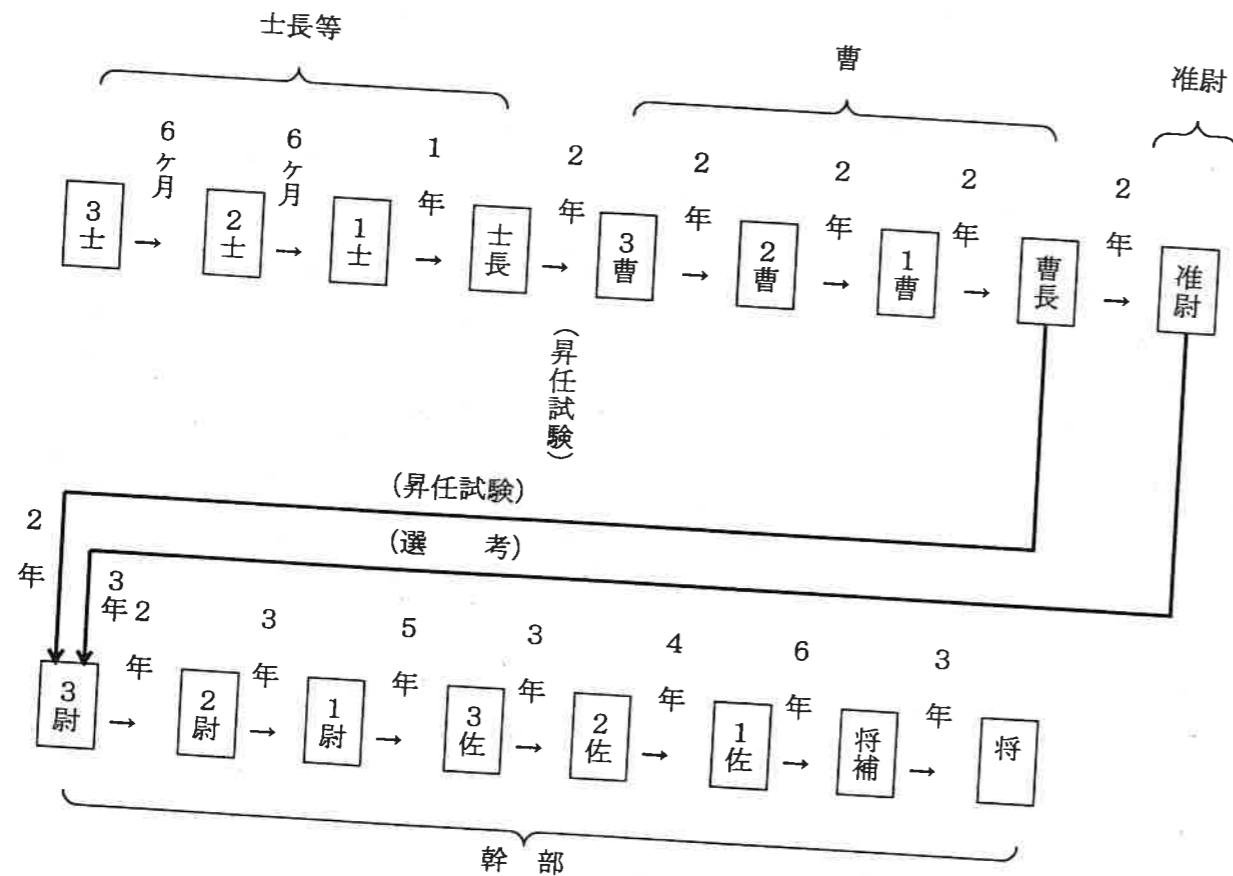 士長等
曹
准尉
6ヶ月
6ヶ月
1年
2年
2年
2年
2年
2年
3士
→
2士
→
1士
→
士長
→
3曹
→
2曹
→
1曹
→
曹長
→
准尉
(昇任試験)
(昇任試験)
(選　考)
2年
3年
2年
3年
5年
3年
4年
6年
3年
3尉
→
2尉
→
1尉
→
3佐
→
2佐
→
1佐
→
将補
→
将
幹　部